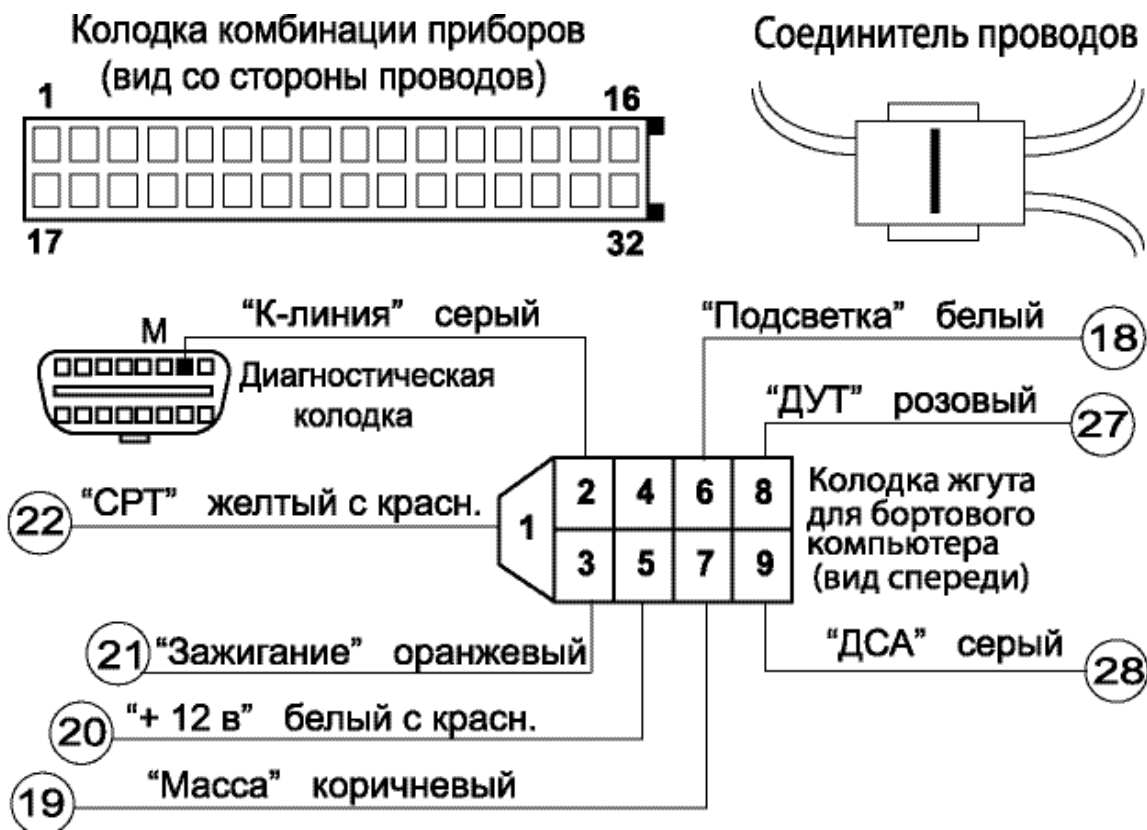 Колодка комбинации приборов
(вид со стороны проводов)
1
16
17
32
Соединитель проводов
"К-линия" серый
М
Диагностическая
колодка
"Подсветка" белый
18
"ДУТ" розовый
27
22
"СРТ" желтый с красн.
1
2
4
6
8
3
5
7
9
Колодка жгута
для бортового
компьютера
(вид спереди)
21
"Зажигание" оранжевый
"ДСА" серый
28
20
"+ 12 в" белый с красн.
19
"Масса" коричневый